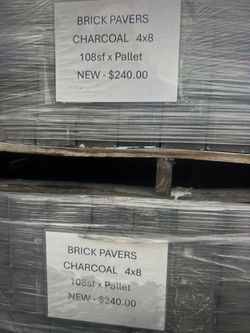 BRICK PAVERS
CHARCOAL 4x8
108sf x Pallet
NEW - $240.00
BRICK PAVERS
CHARCOAL 4x8
108sf x Pallet
NEW - $240.00